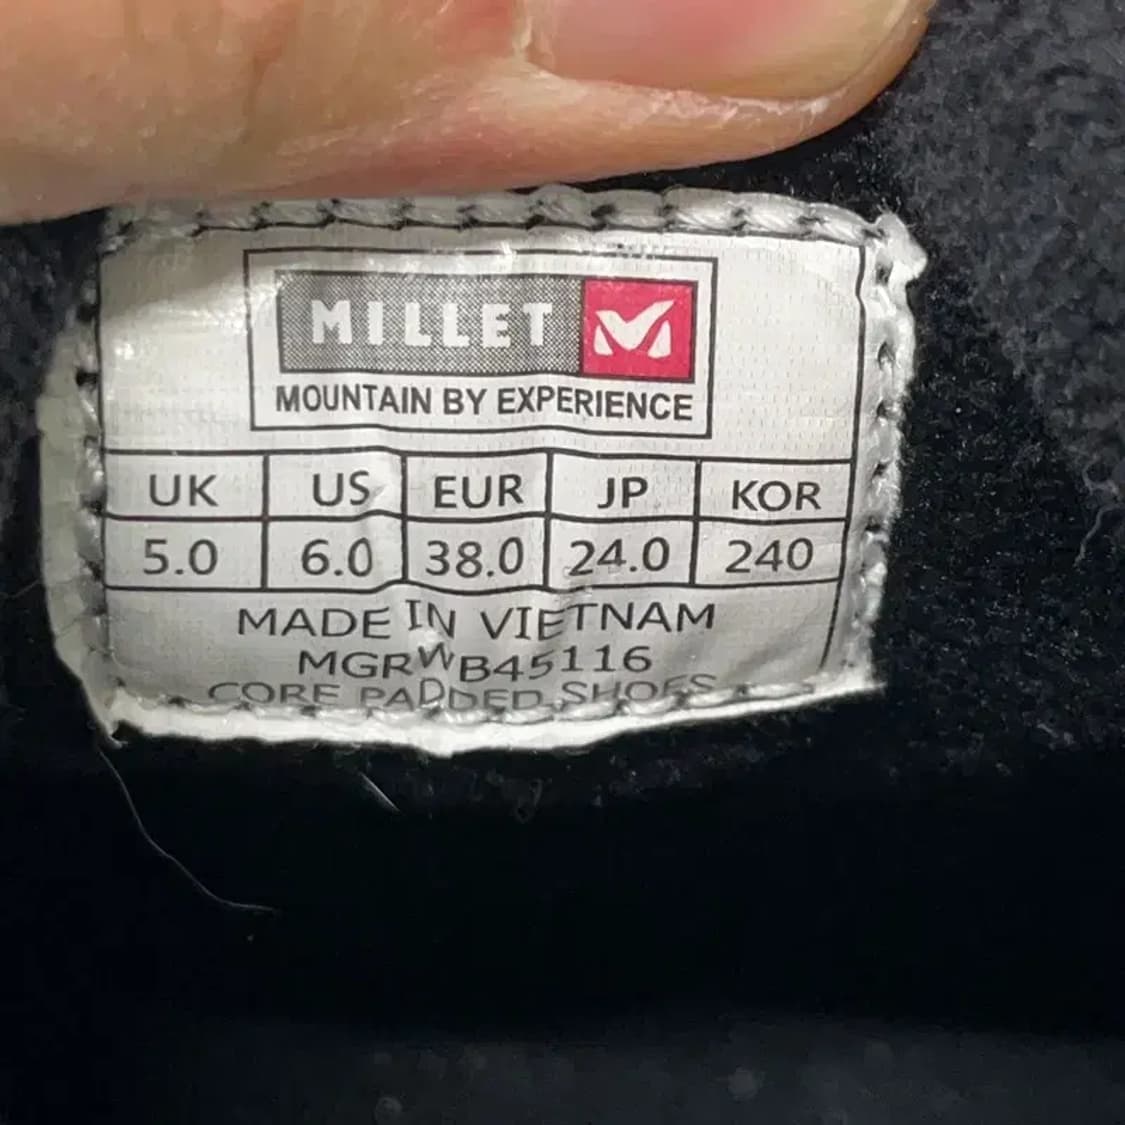 MILLET
MOUNTAIN BY EXPERIENCE
UK US EUR JP KOR
5.0 6.0 38.0 24.0 240
MADE IN VIETNAM
MGRWB45116
CORE PADDED SHOES